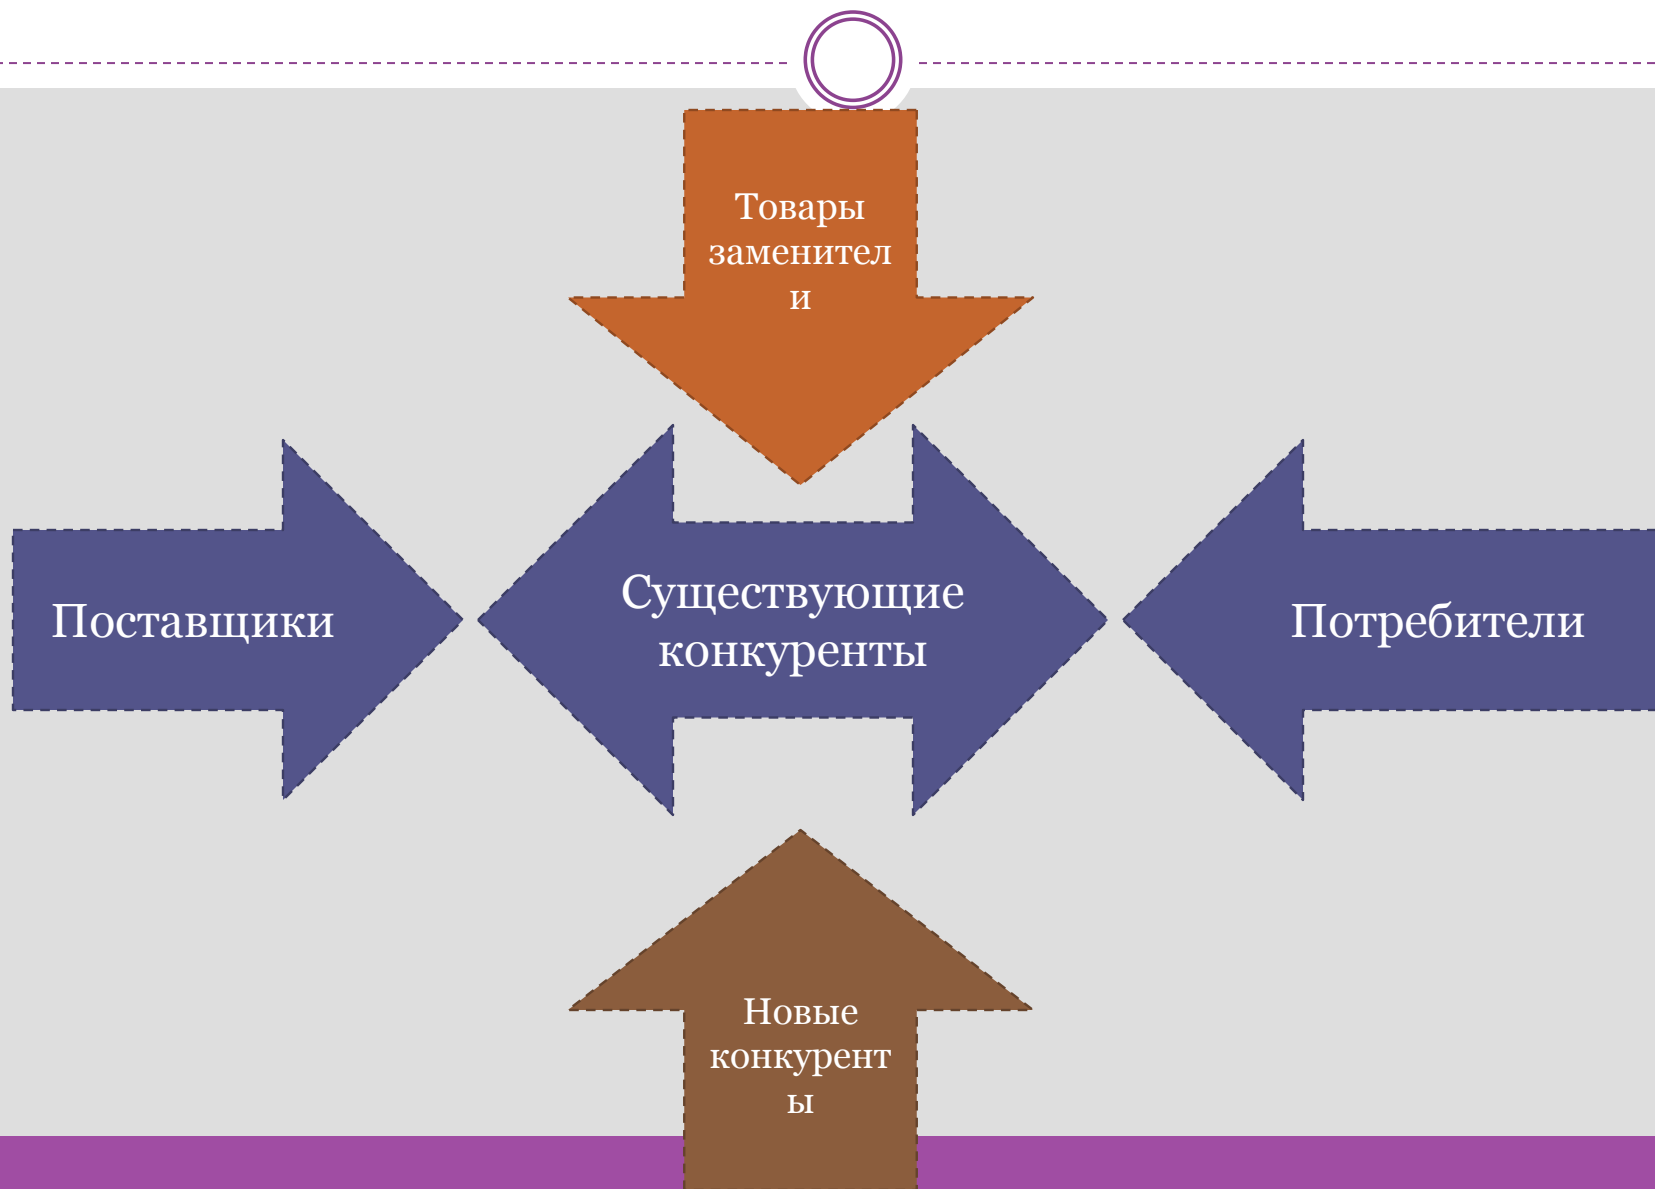 Товары
заменител
и
Поставщики
Существующие
конкуренты
Потребители
Новые
конкурент
ы